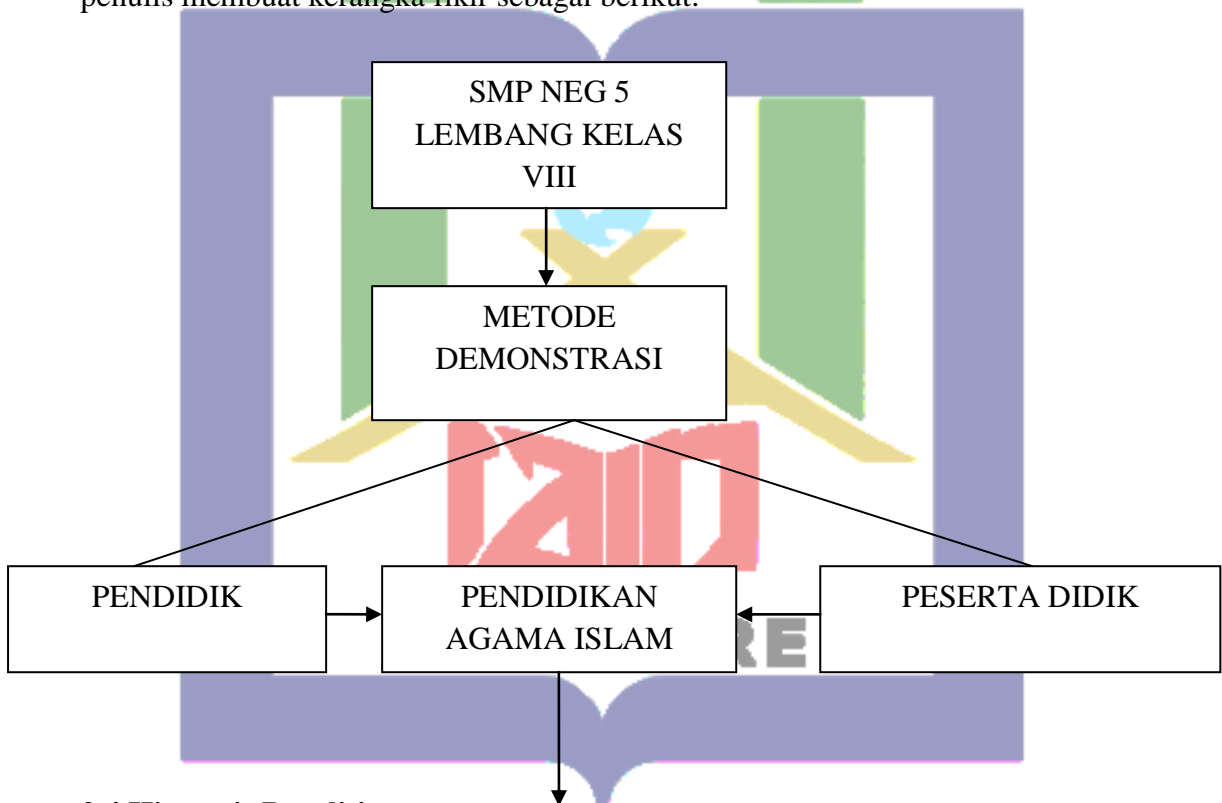 penulis membuat kerangka fikir sebagai berikut:
SMP NEG 5
LEMBANG KELAS
VIII
METODE
DEMONSTRASI
PENDIDIK
PENDIDIKAN
AGAMA ISLAM
PESERTA DIDIK
RE